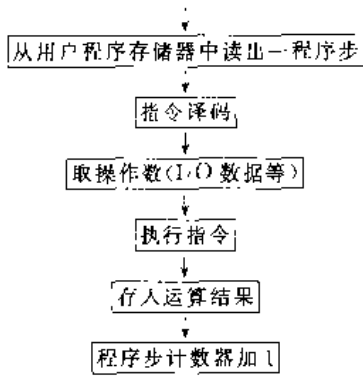 从用户程序存储器中读出一程序步
指令译码
取操作数(I/O数据等)
执行指令
存入运算结果
程序步计数器加1